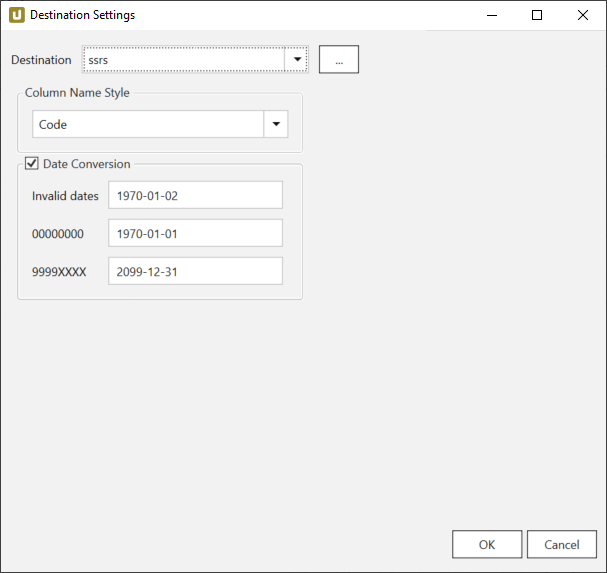 Destination Settings
Destination ssrs ...
Column Name Style
Code
Date Conversion
Invalid dates 1970-01-02
00000000 1970-01-01
9999XXXX 2099-12-31
OK Cancel